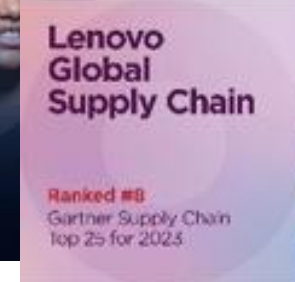 Lenovo
Global
Supply Chain
Ranked #8
Gartner Supply Chain
Top 25 for 2023